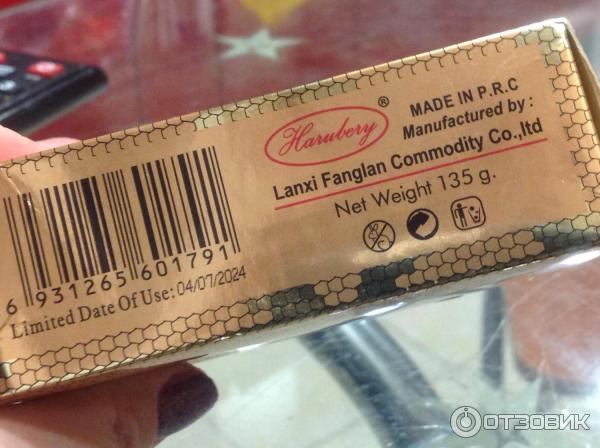 Harubery ®
MADE IN P.R.C
Manufactured by :
Lanxi Fanglan Commodity Co.,ltd
Net Weight 135 g.
6 931265 601791
Limited Date Of Use: 04/07/2024
ОТЗОВИК